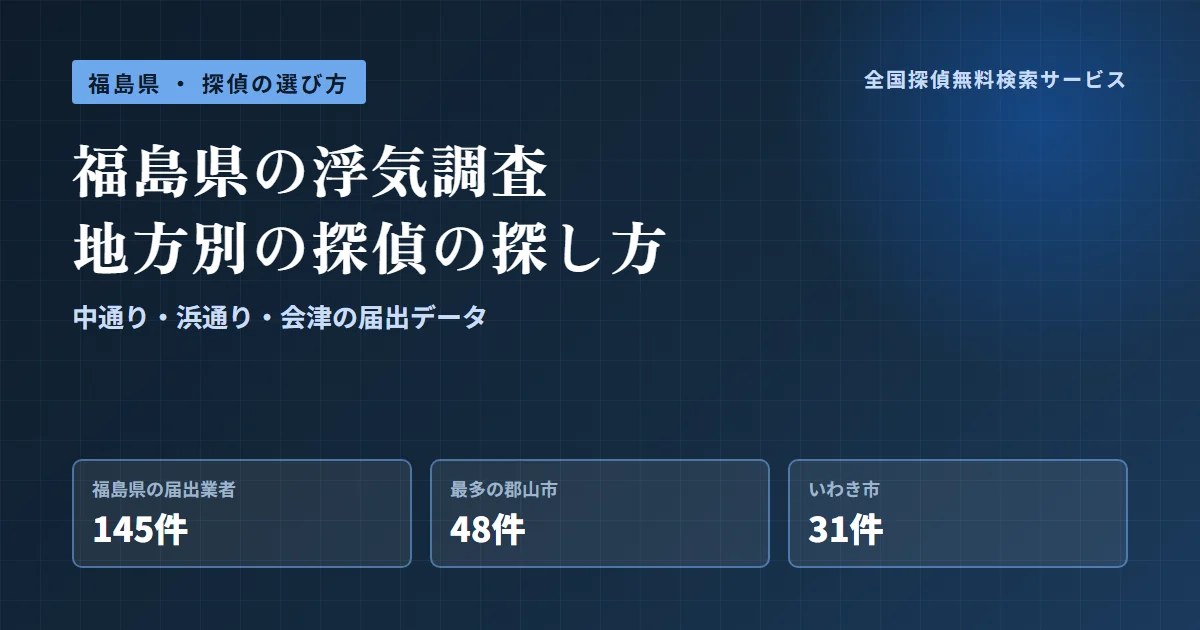 福島県 ・ 探偵の選び方
全国探偵無料検索サービス
福島県の浮気調査
地方別の探偵の探し方
中通り・浜通り・会津の届出データ
福島県の届出業者
145件
最多の郡山市
48件
いわき市
31件